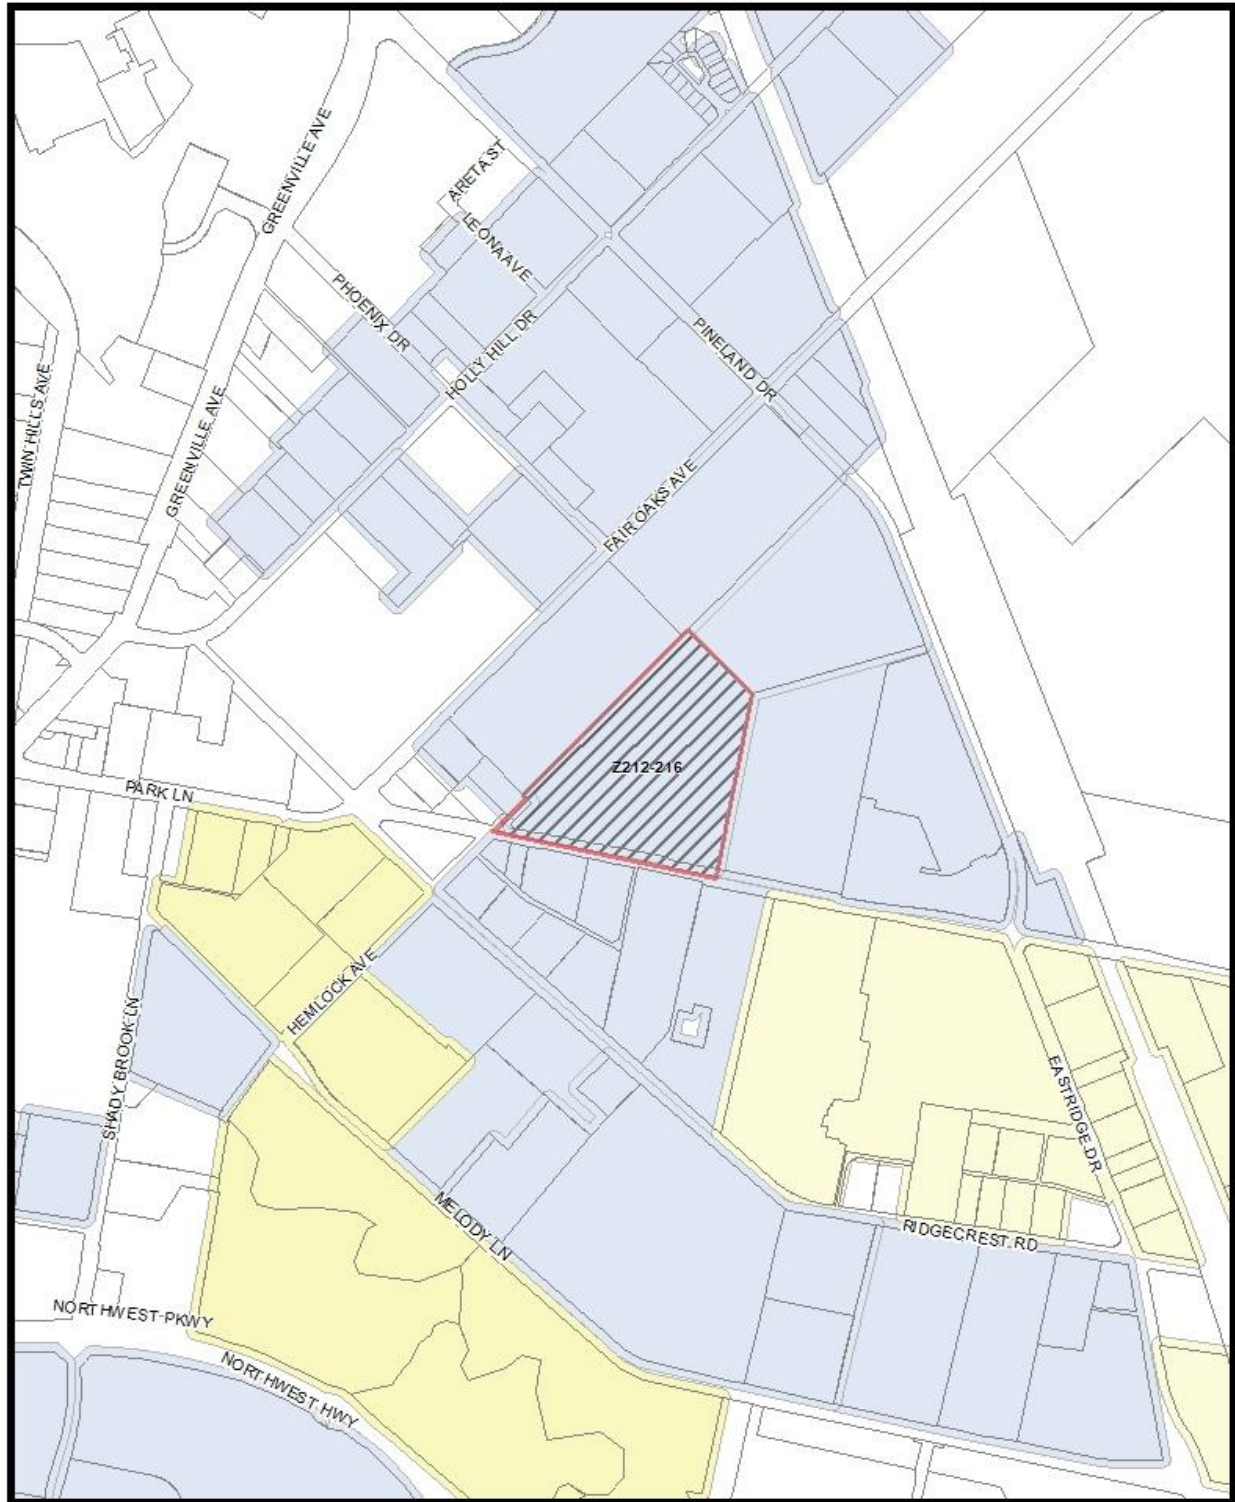 GREENVILLE AVE
ARETA ST
LEONA AVE
PHOENIX DR
HOLLY HILL DR
PINELAND DR
TWIN HILLS AVE
GREENVILLE AVE
FAIR OAKS AVE
Z212-216
PARK LN
HEMLOCK AVE
SHADY BROOK LN
EASTRIDGE DR
MELODY LN
RIDGECREST RD
NORTHWEST PKWY
NORTHWEST HWY